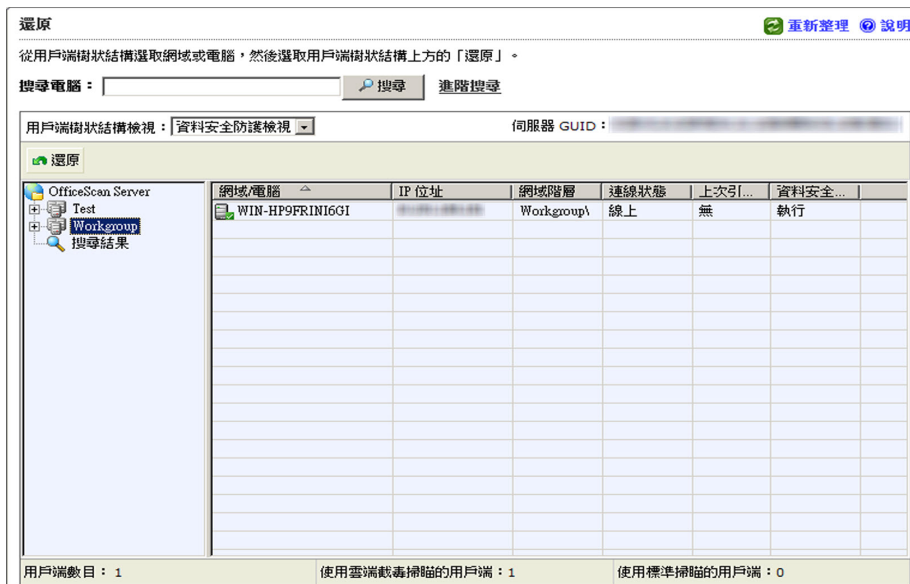 還原
重新整理 說明
從用戶端樹狀結構選取網域或電腦，然後選取用戶端樹狀結構上方的「還原」。
搜尋電腦： 搜尋 進階搜尋
用戶端樹狀結構檢視： 資料安全防護檢視 伺服器 GUID：
還原
OfficeScan Server
Test
Workgroup
搜尋結果
網域/電腦 IP 位址 網域階層 連線狀態 上次引... 資料安全...
WIN-HP9FRINI6GI Workgroup\ 線上 無 執行
用戶端數目： 1 使用雲端截毒掃瞄的用戶端：1 使用標準掃瞄的用戶端：0